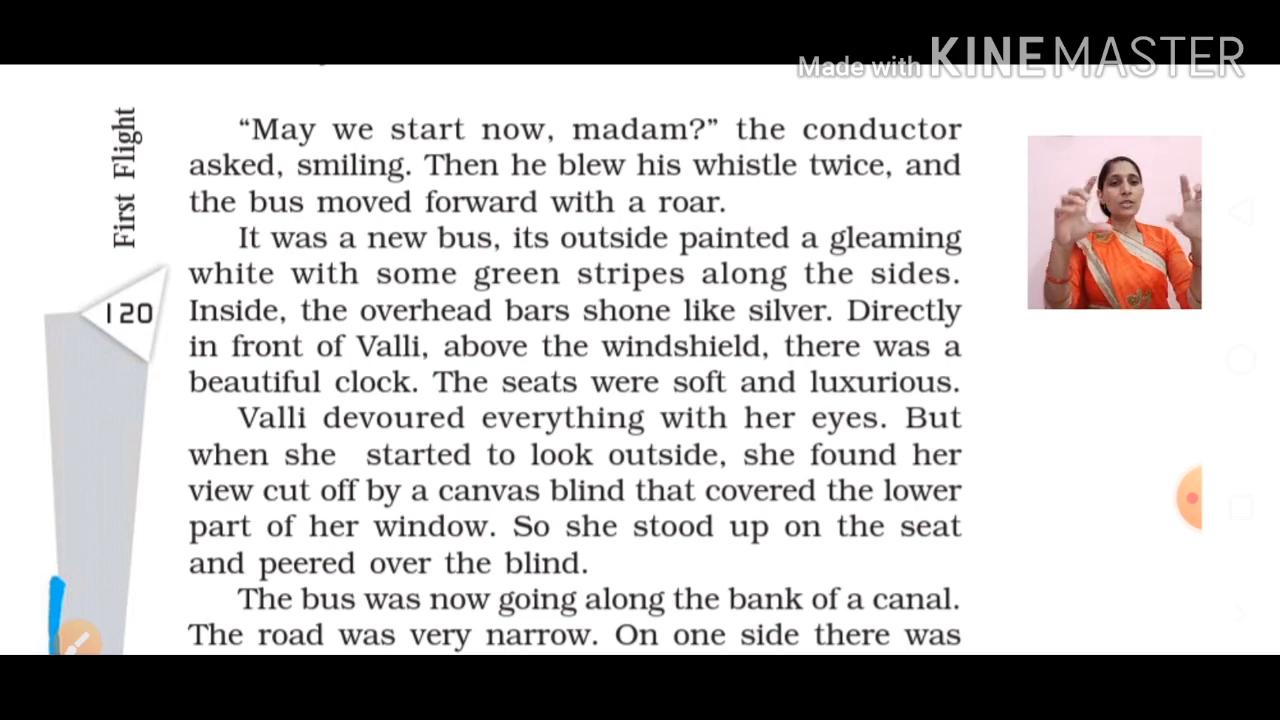 Made with KINEMASTER
First Flight
120
“May we start now, madam?” the conductor
asked, smiling. Then he blew his whistle twice, and
the bus moved forward with a roar.
It was a new bus, its outside painted a gleaming
white with some green stripes along the sides.
Inside, the overhead bars shone like silver. Directly
in front of Valli, above the windshield, there was a
beautiful clock. The seats were soft and luxurious.
Valli devoured everything with her eyes. But
when she started to look outside, she found her
view cut off by a canvas blind that covered the lower
part of her window. So she stood up on the seat
and peered over the blind.
The bus was now going along the bank of a canal.
The road was very narrow. On one side there was